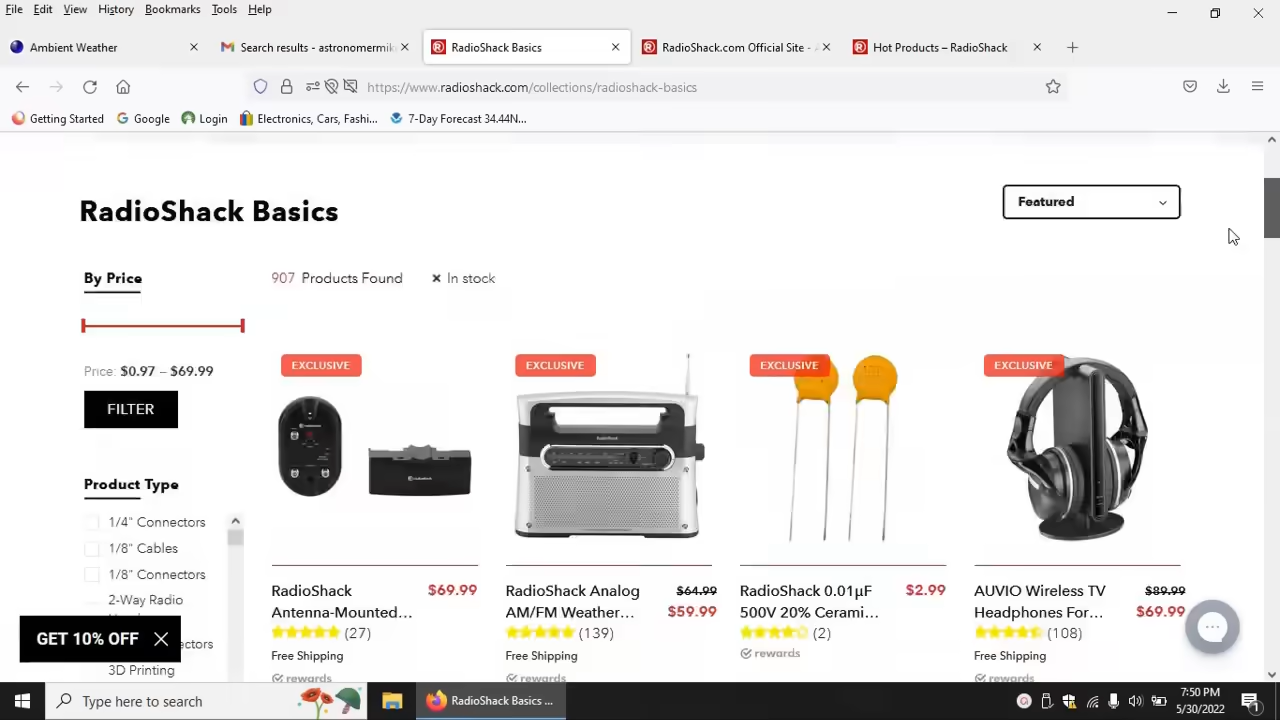 File Edit View History Bookmarks Tools Help
Ambient Weather
Search results - astronomermik
RadioShack Basics
RadioShack.com Official Site - A
Hot Products – RadioShack
https://www.radioshack.com/collections/radioshack-basics
Getting Started Google Login Electronics, Cars, Fashi... 7-Day Forecast 34.44N...
RadioShack Basics
Featured
By Price
907 Products Found
In stock
Price: $0.97 – $69.99
FILTER
Product Type
1/4" Connectors
1/8" Cables
1/8" Connectors
2-Way Radio
3D Printing
GET 10% OFF
EXCLUSIVE
RadioShack $69.99
Antenna-Mounted...
(27)
Free Shipping
rewards
EXCLUSIVE
RadioShack Analog $64.99
AM/FM Weather... $59.99
(139)
Free Shipping
rewards
EXCLUSIVE
RadioShack 0.01µF $2.99
500V 20% Cerami...
(2)
rewards
EXCLUSIVE
AUVIO Wireless TV $89.99
Headphones For... $69.99
(108)
Free Shipping
rewards
Type here to search
RadioShack Basics ...
7:50 PM
5/30/2022